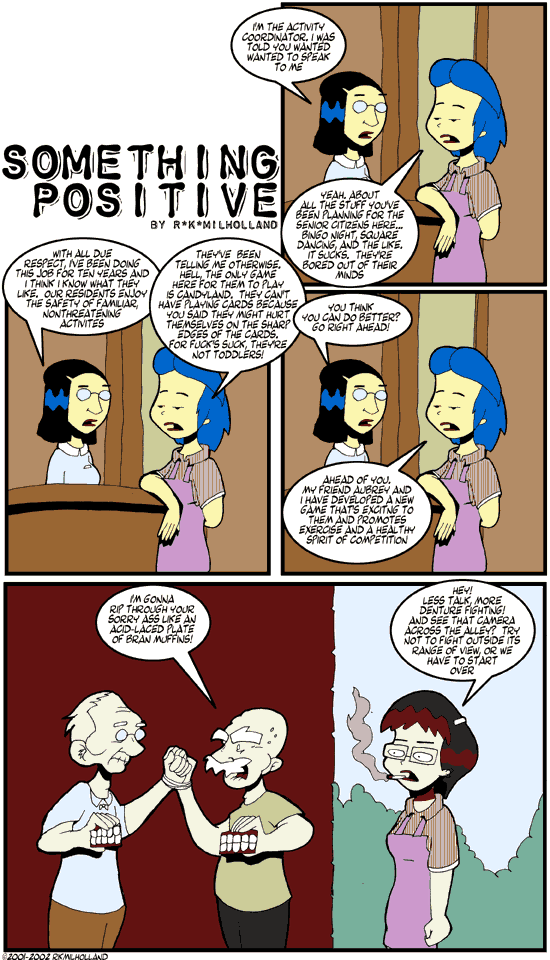 I'M THE ACTIVITY
COORDINATOR. I WAS
TOLD YOU WANTED
WANTED TO SPEAK
TO ME
SOMETHING
POSITIVE
BY R*K*MILHOLLAND
YEAH. ABOUT
ALL THE STUFF YOU'VE
BEEN PLANNING FOR THE
SENIOR CITIZENS HERE...
BINGO NIGHT, SQUARE
DANCING, AND THE LIKE.
IT SUCKS. THEY'RE
BORED OUT OF THEIR
MINDS
WITH ALL DUE
RESPECT, I'VE BEEN DOING
THIS JOB FOR TEN YEARS AND
I THINK I KNOW WHAT THEY
LIKE. OUR RESIDENTS ENJOY
THE SAFETY OF FAMILIAR,
NONTHREATENING
ACTIVITES
THEY'VE BEEN
TELLING ME OTHERWISE.
HELL, THE ONLY GAME
HERE FOR THEM TO PLAY
IS CANDYLAND. THEY CAN'T
HAVE PLAYING CARDS BECAUSE
YOU SAID THEY MIGHT HURT
THEMSELVES ON THE SHARP
EDGES OF THE CARDS,
FOR FUCK'S SUCK, THEY'RE
NOT TODDLERS!
YOU THINK
YOU CAN DO BETTER?
GO RIGHT AHEAD!
AHEAD OF YOU.
MY FRIEND AUBREY AND
I HAVE DEVELOPED A NEW
GAME THAT'S EXCITNG TO
THEM AND PROMOTES
EXERCISE AND A HEALTHY
SPIRIT OF COMPETITION
I'M GONNA
RIP THROUGH YOUR
SORRY ASS LIKE AN
ACID-LACED PLATE
OF BRAN MUFFINS!
HEY!
LESS TALK, MORE
DENTURE FIGHTING!
AND SEE THAT CAMERA
ACROSS THE ALLEY? TRY
NOT TO FIGHT OUTSIDE ITS
RANGE OF VIEW, OR WE
HAVE TO START
OVER
©2001-2002 RKMILHOLLAND